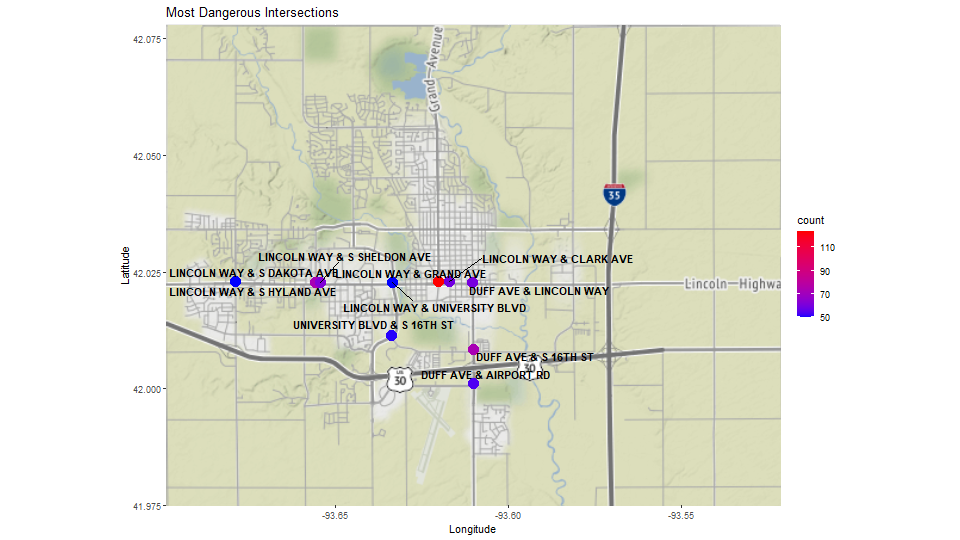 Most Dangerous Intersections
42.075
Grand Avenue
42.050
35
count
110
90
70
50
LINCOLN WAY & S SHELDON AVE
LINCOLN WAY & CLARK AVE
42.025
LINCOLN WAY & S DAKOTA AVE
LINCOLN WAY & GRAND AVE
LINCOLN WAY & S HYLAND AVE
DUFF AVE & LINCOLN WAY
Lincoln Highwa
LINCOLN WAY & UNIVERSITY BLVD
UNIVERSITY BLVD & S 16TH ST
DUFF AVE & S 16TH ST
30
DUFF AVE & AIRPORT RD
US
30
42.000
41.975
-93.65
-93.60
-93.55
Longitude
Latitude